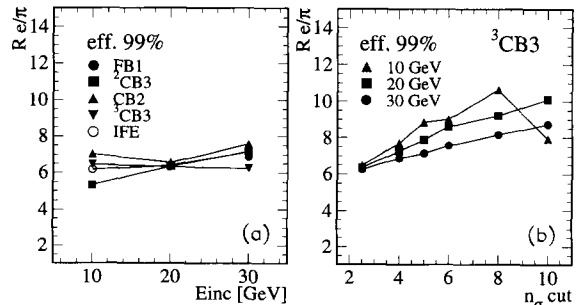 R e/π
14
12
10
8
6
4
2
eff. 99%
FB1
²CB3
CB2
³CB3
IFE
(a)
10
20
30
Einc [GeV]
R e/π
14
12
10
8
6
4
2
eff. 99%
³CB3
10 GeV
20 GeV
30 GeV
(b)
2
4
6
8
10
nσ cut